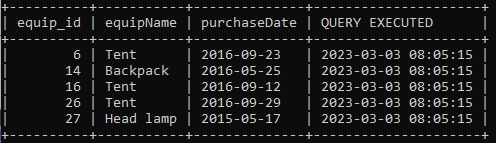 equip_id | equipName | purchaseDate | QUERY EXECUTED
6 | Tent | 2016-09-23 | 2023-03-03 08:05:15
14 | Backpack | 2016-05-25 | 2023-03-03 08:05:15
16 | Tent | 2016-09-12 | 2023-03-03 08:05:15
26 | Tent | 2016-09-29 | 2023-03-03 08:05:15
27 | Head lamp | 2015-05-17 | 2023-03-03 08:05:15